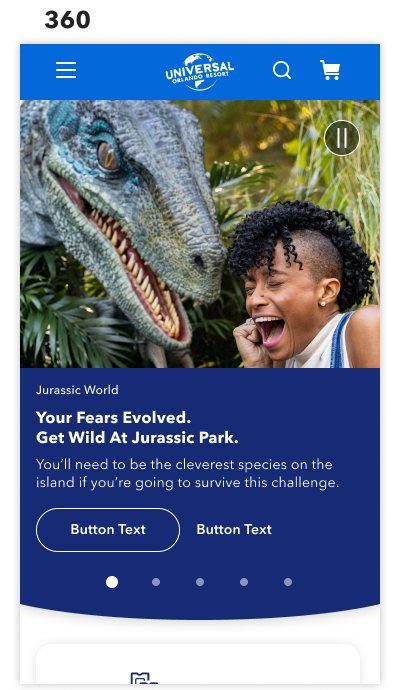 360
UNIVERSAL
ORLANDO RESORT
Jurassic World
Your Fears Evolved.
Get Wild At Jurassic Park.
You’ll need to be the cleverest species on the
island if you’re going to survive this challenge.
Button Text Button Text